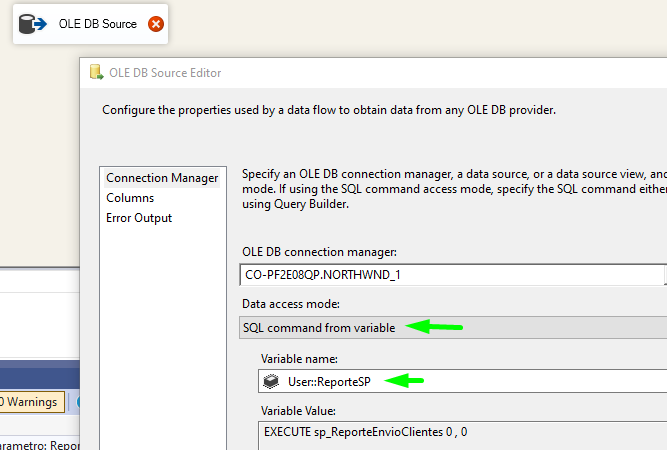 OLE DB Source
OLE DB Source Editor
Configure the properties used by a data flow to obtain data from any OLE DB provider.
Connection Manager
Columns
Error Output
Specify an OLE DB connection manager, a data source, or a data source view, and
mode. If using the SQL command access mode, specify the SQL command eithe
using Query Builder.
OLE DB connection manager:
CO-PF2E08QP.NORTHWND_1
Data access mode:
SQL command from variable
Variable name:
User::ReporteSP
Variable Value:
EXECUTE sp_ReporteEnvioClientes 0 , 0
0 Warnings
arametro: Repor